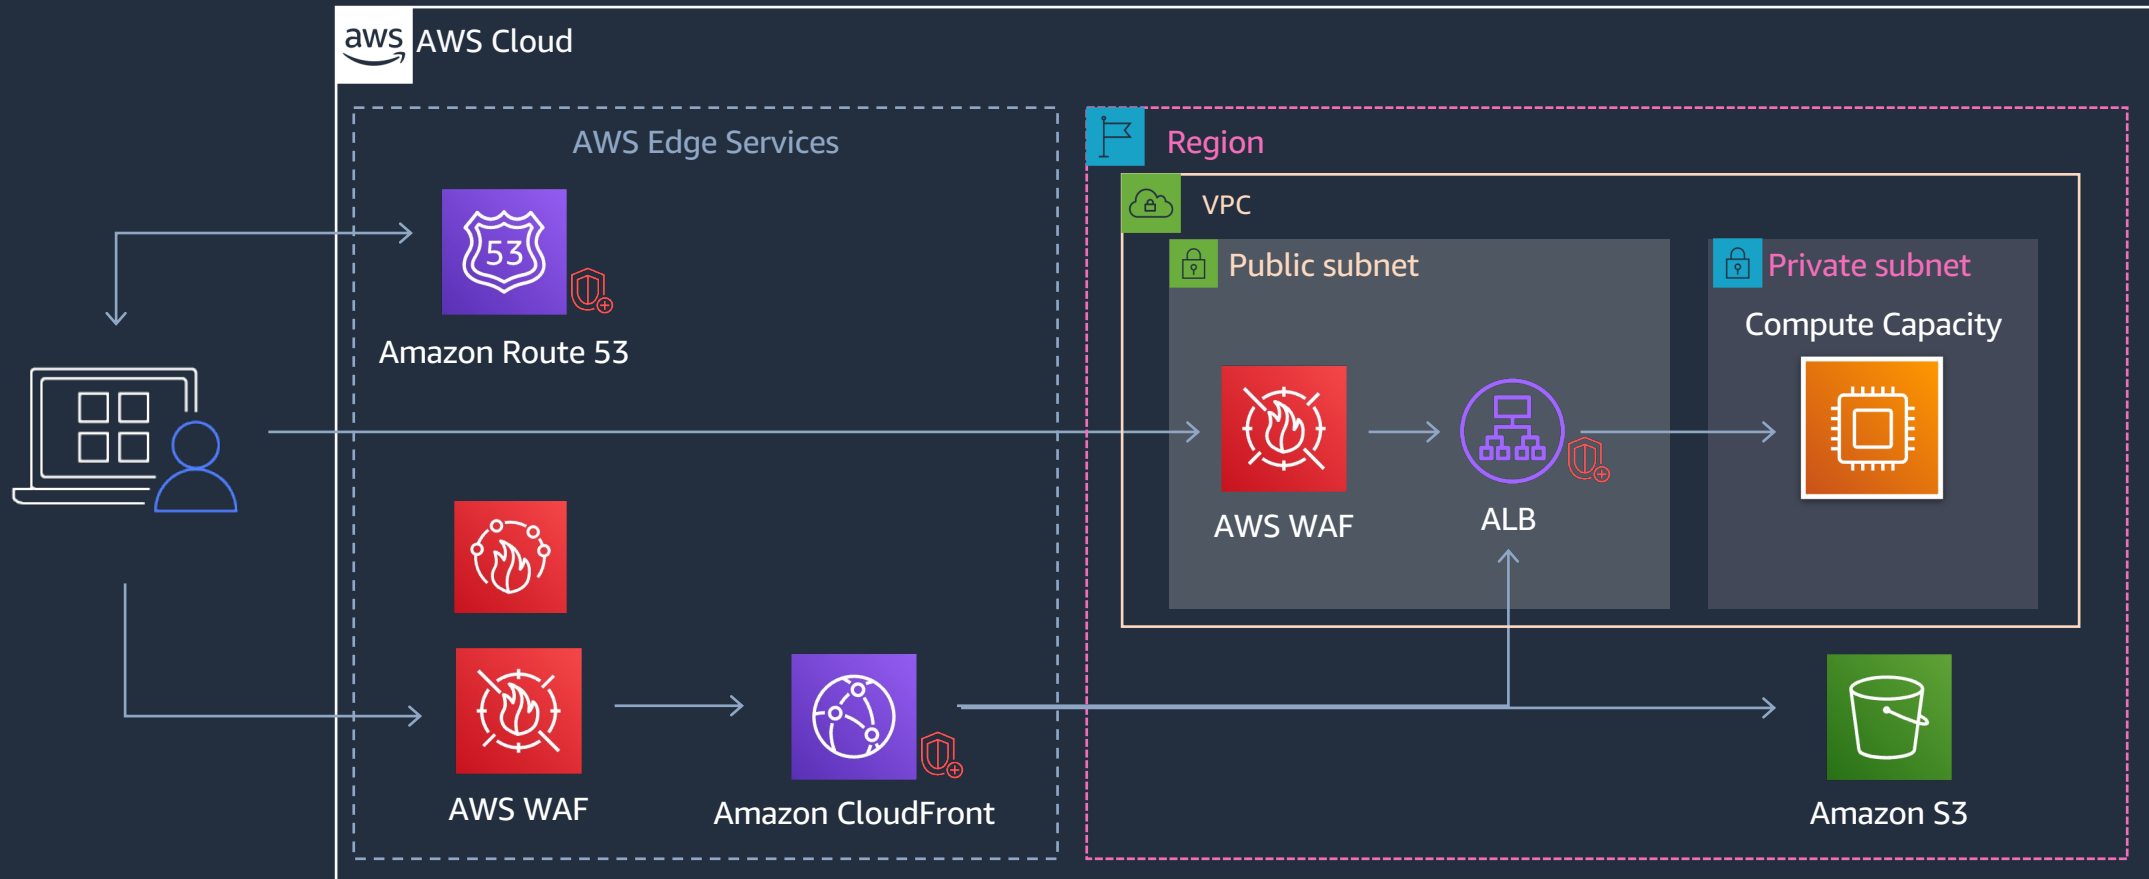 aws
AWS Cloud
AWS Edge Services
Region
VPC
53
Public subnet
Private subnet
Compute Capacity
Amazon Route 53
AWS WAF
ALB
AWS WAF
Amazon CloudFront
Amazon S3